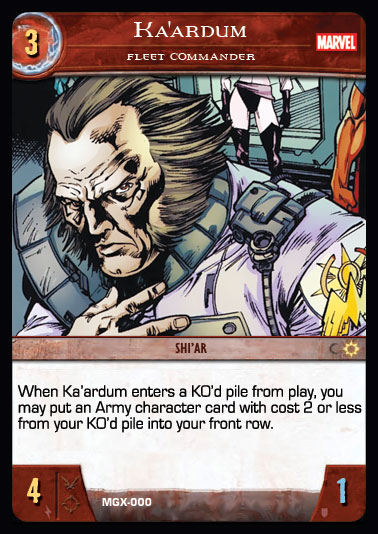 3
Ka'ardum
MARVEL
FLEET COMMANDER
SHI'AR
C
When Ka'ardum enters a KO'd pile from play, you
may put an Army character card with cost 2 or less
from your KO'd pile into your front row.
4
MGX-000
1